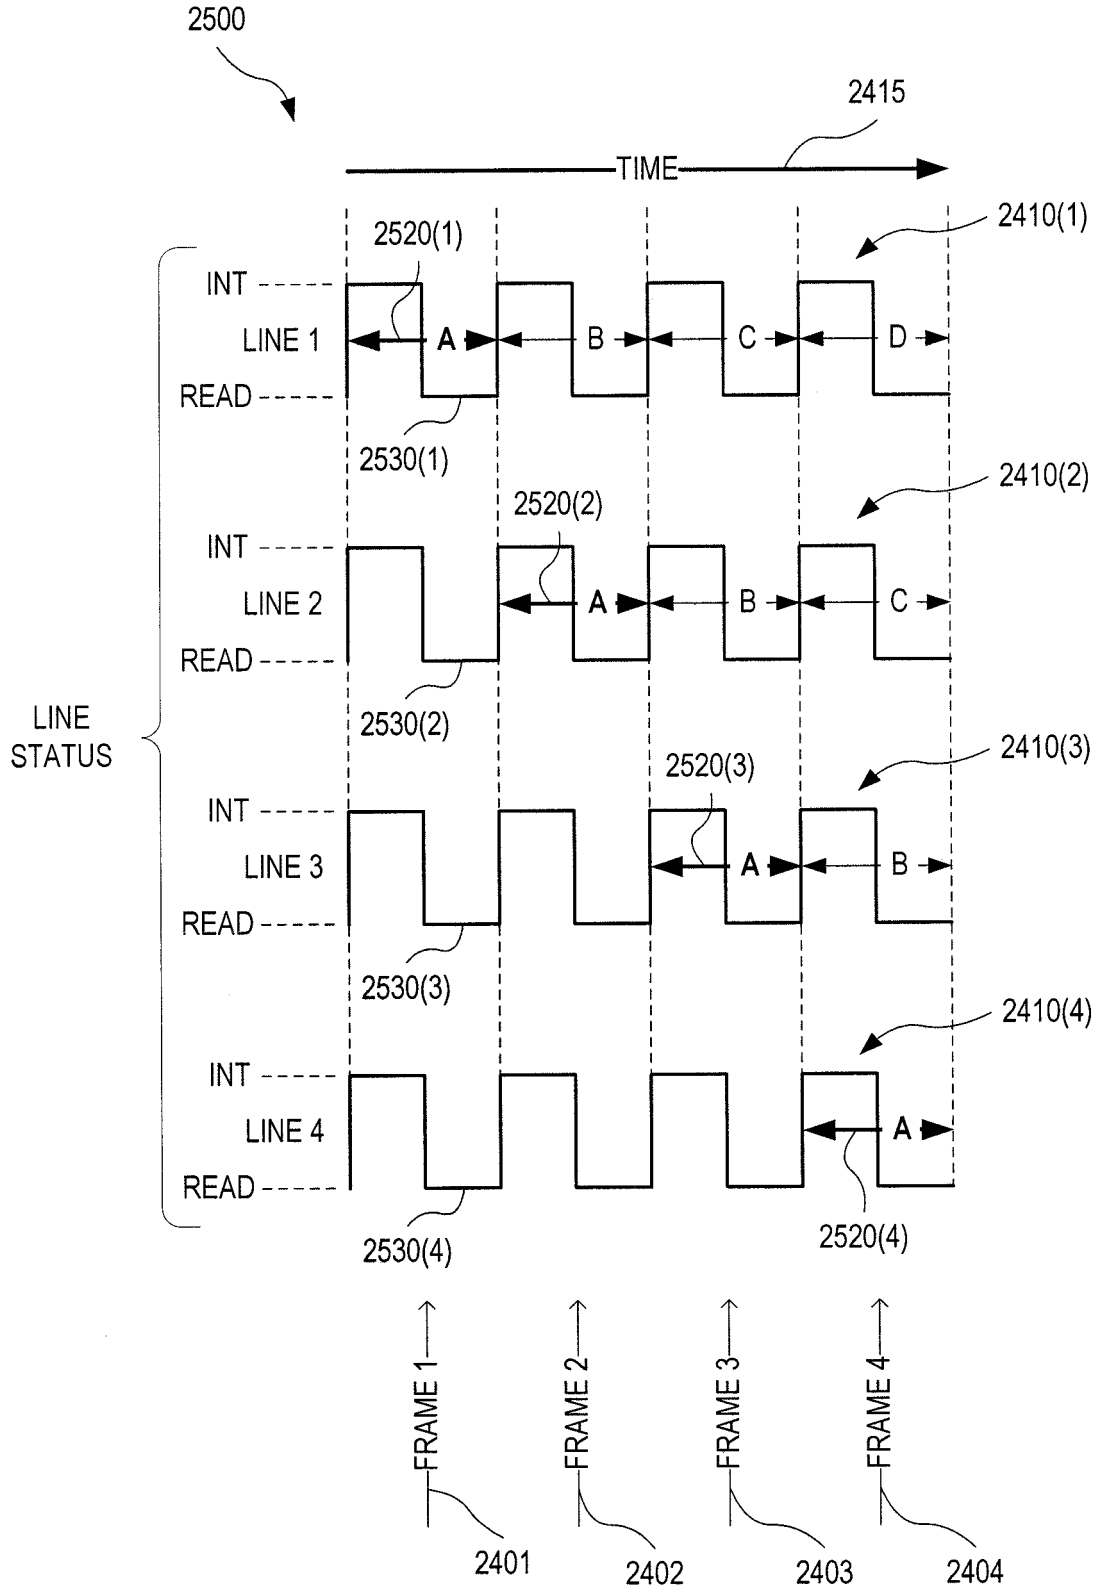 2500
2415
TIME
2410(1)
2520(1)
INT
LINE 1
A
B
C
D
READ
2530(1)
2410(2)
2520(2)
INT
LINE 2
A
B
C
READ
2530(2)
LINE
STATUS
2410(3)
2520(3)
INT
LINE 3
A
B
READ
2530(3)
2410(4)
INT
LINE 4
A
READ
2530(4)
2520(4)
FRAME 1
FRAME 2
FRAME 3
FRAME 4
2401
2402
2403
2404